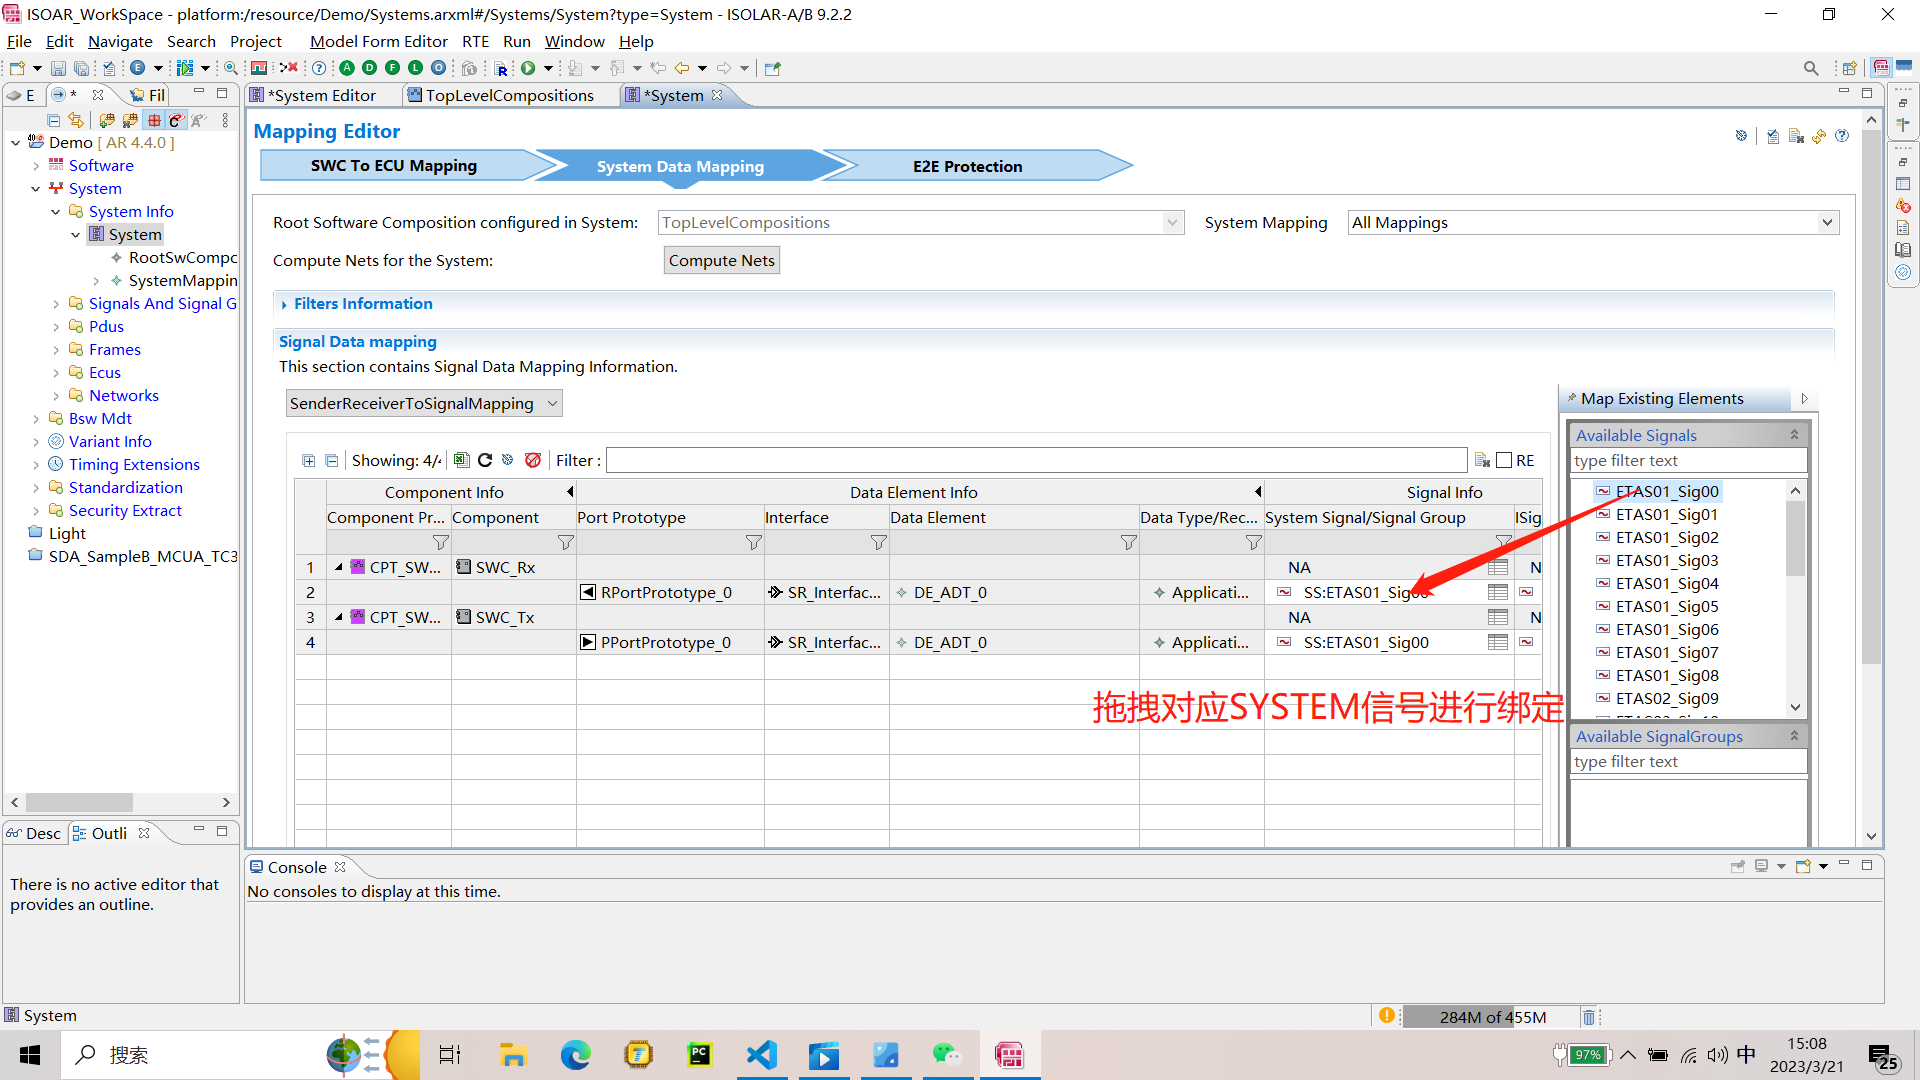 ISOAR_WorkSpace - platform:/resource/Demo/Systems.arxml#/Systems/System?type=System - ISOLAR-A/B 9.2.2
File Edit Navigate Search Project Model Form Editor RTE Run Window Help
E * Fil
*System Editor TopLevelCompositions *System
Demo [ AR 4.4.0 ]
Software
System
System Info
System
RootSwCompc
SystemMappin
Signals And Signal G
Pdus
Frames
Ecus
Networks
Bsw Mdt
Variant Info
Timing Extensions
Standardization
Security Extract
Light
SDA_SampleB_MCUA_TC3
Desc Outli
There is no active editor that
provides an outline.
Mapping Editor
SWC To ECU Mapping System Data Mapping E2E Protection
Root Software Composition configured in System: TopLevelCompositions System Mapping All Mappings
Compute Nets for the System: Compute Nets
Filters Information
Signal Data mapping
This section contains Signal Data Mapping Information.
SenderReceiverToSignalMapping
Showing: 4/4 Filter : RE
Component Info Data Element Info Signal Info
Component Pr... Component Port Prototype Interface Data Element Data Type/Rec... System Signal/Signal Group ISig
1 CPT_SW... SWC_Rx NA N
2 RPortPrototype_0 SR_Interfac... DE_ADT_0 Applicati... SS:ETAS01_Sig00
3 CPT_SW... SWC_Tx NA N
4 PPortPrototype_0 SR_Interfac... DE_ADT_0 Applicati... SS:ETAS01_Sig00
拖拽对应SYSTEM信号进行绑定
Map Existing Elements
Available Signals
type filter text
ETAS01_Sig00
ETAS01_Sig01
ETAS01_Sig02
ETAS01_Sig03
ETAS01_Sig04
ETAS01_Sig05
ETAS01_Sig06
ETAS01_Sig07
ETAS01_Sig08
ETAS02_Sig09
Available SignalGroups
type filter text
Console
No consoles to display at this time.
System
284M of 455M
搜索
97%
中
15:08
2023/3/21
25